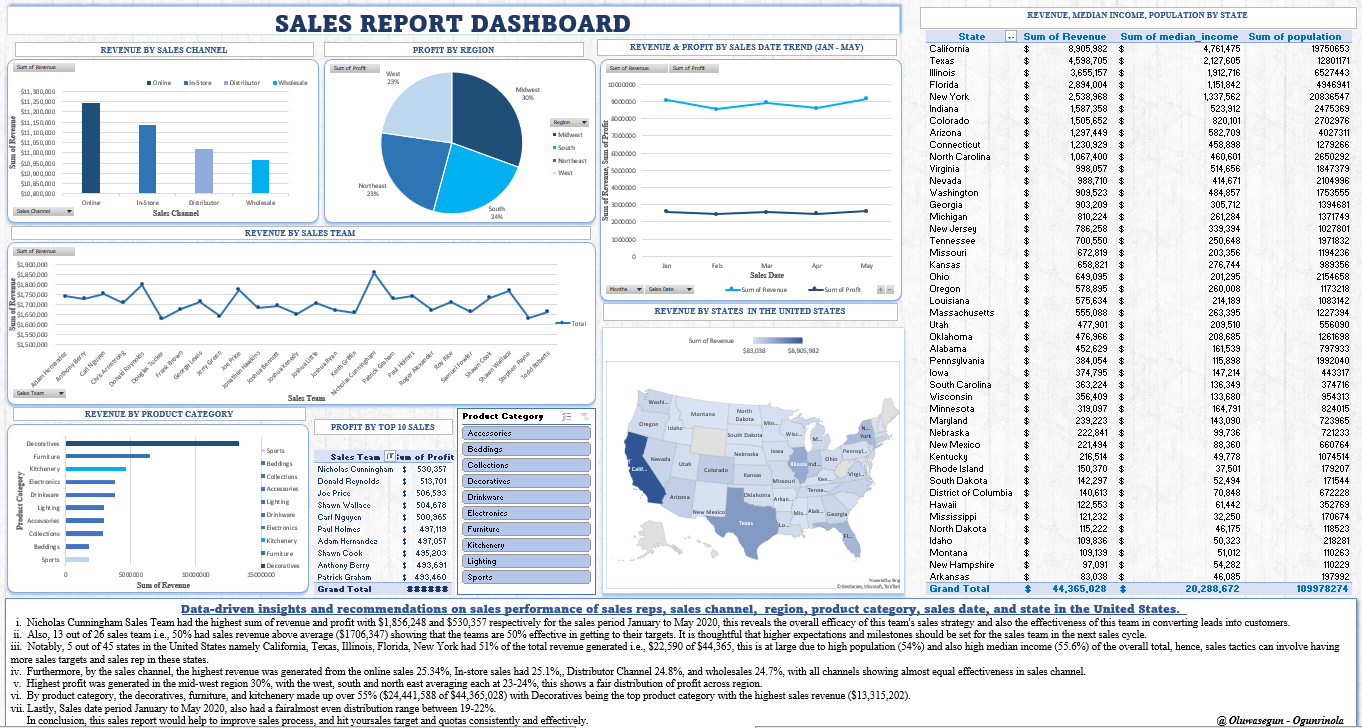 SALES REPORT DASHBOARD
REVENUE BY SALES CHANNEL
Sum of Revenue
Online In-Store Distributor Wholesale
$11,300,000
$11,250,000
$11,200,000
$11,150,000
$11,100,000
$11,050,000
$11,000,000
$10,950,000
$10,900,000
$10,850,000
$10,800,000
Sum of Revenue
Online In-Store Distributor Wholesale
Sales Channel
Sales Channel
PROFIT BY REGION
Sum of Profit
West
23%
Midwest
30%
Northeast
23%
South
24%
Region
Midwest
South
Northeast
West
REVENUE & PROFIT BY SALES DATE TREND (JAN - MAY)
Sum of Revenue Sum of Profit
10000000
9000000
8000000
7000000
6000000
5000000
4000000
3000000
2000000
1000000
0
Sum of Revenue, Sum of Profit
Jan Feb Mar Apr May
Sales Date
Months Sales Date
Sum of Revenue Sum of Profit
REVENUE BY SALES TEAM
Sum of Revenue
$1,900,000
$1,850,000
$1,800,000
$1,750,000
$1,700,000
$1,650,000
$1,600,000
$1,550,000
$1,500,000
Sum of Revenue
Adam Hernandez
Anthony Berry
Carl Nguyen
Chris Armstrong
Donald Reynolds
Douglas Tucker
Frank Brown
George Lewis
Jerry Green
Joe Price
Jonathan Hawkins
Joshua Bennett
Joshua Kennedy
Joshua Little
Joshua Ryan
Keith Griffin
Nicholas Cunningham
Patrick Graham
Paul Holmes
Roger Alexander
Roy Rice
Samuel Fowler
Shawn Cook
Shawn Wallace
Stephen Payne
Todd Roberts
Total
Sales Team
Sales Team
REVENUE BY PRODUCT CATEGORY
Decoratives
Furniture
Kitchenery
Electronics
Drinkware
Lighting
Accessories
Collections
Beddings
Sports
Product Category
0 5000000 10000000 15000000
Sum of Revenue
Sports
Beddings
Collections
Accessories
Lighting
Drinkware
Electronics
Kitchenery
Furniture
Decoratives
PROFIT BY TOP 10 SALES
Sales Team Sum of Profit
Nicholas Cunningham $ 530,357
Donald Reynolds $ 513,701
Joe Price $ 506,593
Shawn Wallace $ 504,678
Carl Nguyen $ 500,965
Paul Holmes $ 497,119
Adam Hernandez $ 497,057
Shawn Cook $ 495,203
Anthony Berry $ 493,691
Patrick Graham $ 493,460
Grand Total ######
Product Category
Accessories
Beddings
Collections
Decoratives
Drinkware
Electronics
Furniture
Kitchenery
Lighting
Sports
REVENUE BY STATES IN THE UNITED STATES
Sum of Revenue
$83,038 $8,905,982
Washi...
Montana
North
Dakota
Min...
Oregon
Idaho
South Dakota
Wisc...
M...
N...
York
Nebraska
Iowa
Pennsyl...
Nevada
Utah
Colorado
Illinois
Ind...
Ohio
Calif...
Kansas
Missouri
Ken...
Virgi...
Arizona
New Mexico
Oklahoma
Arkan...
Tenne...
Mis...
Alab...
Georgia
Texas
Lo...
Fl...
Powered by Bing
© GeoNames, Microsoft, TomTom
REVENUE, MEDIAN INCOME, POPULATION BY STATE
State Sum of Revenue Sum of median_income Sum of population
California $ 8,905,982 $ 4,761,475 19750653
Texas $ 4,598,705 $ 2,127,605 12801171
Illinois $ 3,655,157 $ 1,912,716 6527443
Florida $ 2,894,004 $ 1,151,842 4946941
New York $ 2,538,968 $ 1,337,562 20836547
Indiana $ 1,587,358 $ 523,912 2475369
Colorado $ 1,505,652 $ 820,101 2702976
Arizona $ 1,297,449 $ 582,709 4027311
Connecticut $ 1,230,929 $ 458,898 1279266
North Carolina $ 1,067,400 $ 460,601 2650292
Virginia $ 998,057 $ 514,656 1847379
Nevada $ 988,710 $ 414,671 2104996
Washington $ 909,523 $ 484,857 1753555
Georgia $ 903,209 $ 305,712 1394681
Michigan $ 810,224 $ 261,284 1371749
New Jersey $ 786,258 $ 339,394 1027801
Tennessee $ 700,550 $ 250,648 1971832
Missouri $ 672,819 $ 203,356 1194236
Kansas $ 658,821 $ 276,744 989356
Ohio $ 649,095 $ 201,295 2154658
Oregon $ 578,895 $ 260,008 1173218
Louisiana $ 575,634 $ 214,189 1083142
Massachusetts $ 555,088 $ 263,395 1227394
Utah $ 477,901 $ 209,510 556090
Oklahoma $ 476,966 $ 208,685 1261698
Alabama $ 452,629 $ 161,539 797933
Pennsylvania $ 384,054 $ 115,898 1992040
Iowa $ 374,795 $ 147,214 443317
South Carolina $ 363,224 $ 136,349 374716
Wisconsin $ 356,409 $ 133,680 954313
Minnesota $ 319,097 $ 164,791 824015
Maryland $ 239,223 $ 143,090 723965
Nebraska $ 222,841 $ 99,736 721233
New Mexico $ 221,494 $ 88,360 660764
Kentucky $ 216,514 $ 49,778 1074514
Rhode Island $ 150,370 $ 37,501 179207
South Dakota $ 142,297 $ 52,494 171544
District of Columbia $ 140,613 $ 70,848 672228
Hawaii $ 122,553 $ 61,442 352769
Mississippi $ 121,232 $ 32,250 170674
North Dakota $ 115,222 $ 46,175 118523
Idaho $ 109,836 $ 50,323 218281
Montana $ 109,139 $ 51,012 110263
New Hampshire $ 97,091 $ 54,282 110229
Arkansas $ 83,038 $ 46,085 197992
Grand Total $ 44,365,028 $ 20,288,672 109978274
Data-driven insights and recommendations on sales performance of sales reps, sales channel, region, product category, sales date, and state in the United States.
i. Nicholas Cunningham Sales Team had the highest sum of revenue and profit with $1,856,248 and $530,357 respectively for the sales period January to May 2020, this reveals the overall efficacy of this team's sales strategy and also the effectiveness of this team in converting leads into customers.
ii. Also, 13 out of 26 sales team i.e., 50% had sales revenue above average ($1706,347) showing that the teams are 50% effective in getting to their targets. It is thoughtful that higher expectations and milestones should be set for the sales team in the next sales cycle.
iii. Notably, 5 out of 45 states in the United States namely California, Texas, Illinois, Florida, New York had 51% of the total revenue generated i.e., $22,590 of $44,365, this is at large due to high population (54%) and also high median income (55.6%) of the overall total, hence, sales tactics can involve having
more sales targets and sales rep in these states.
iv. Furthermore, by the sales channel, the highest revenue was generated from the online sales 25.34%, In-store sales had 25.1%,, Distributor Channel 24.8%, and wholesales 24.7%, with all channels showing almost equal effectiveness in sales channel.
v. Highest profit was generated in the mid-west region 30%, with the west, south and north east averaging each at 23-24%, this shows a fair distribution of profit across region.
vi. By product category, the decoratives, furniture, and kitchenery made up over 55% ($24,441,588 of $44,365,028) with Decoratives being the top product category with the highest sales revenue ($13,315,202).
vii. Lastly, Sales date period January to May 2020, also had a fairalmost even distribution range between 19-22%.
In conclusion, this sales report would help to improve sales process, and hit yoursales target and quotas consistently and effectively.
@ Oluwasegun - Ogunrinola